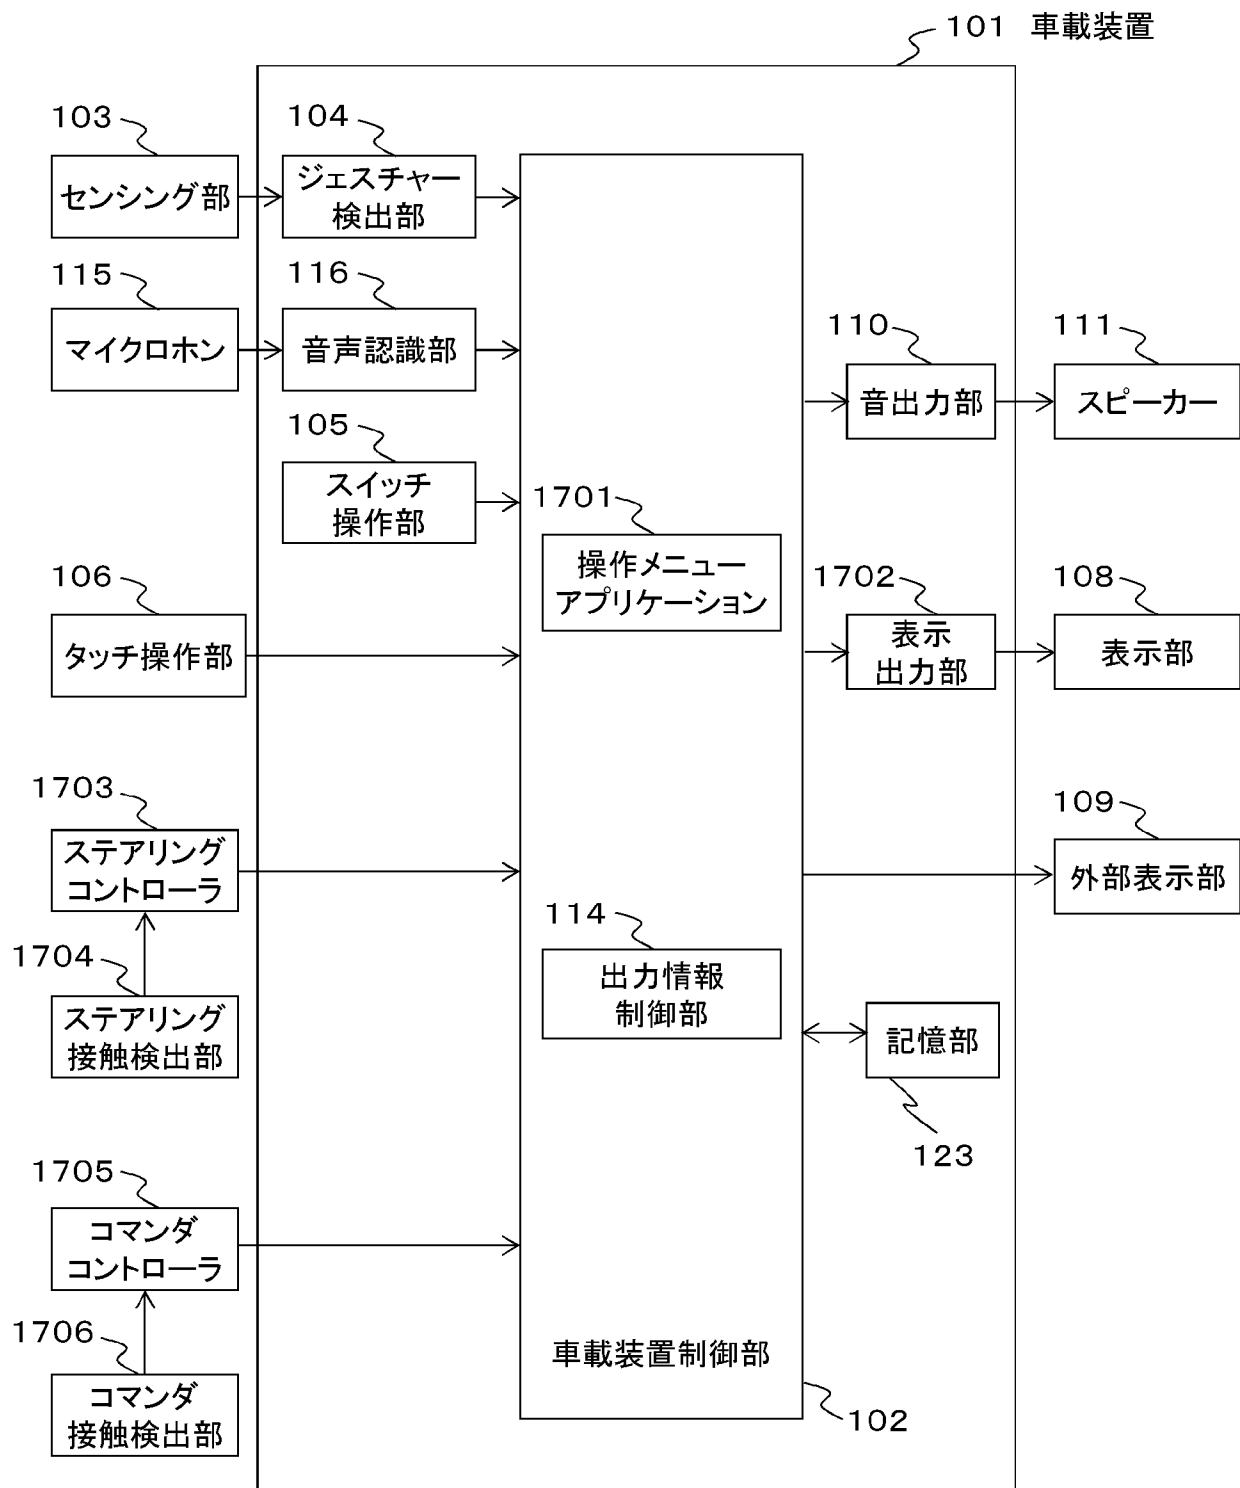 101 車載装置
103
センシング部
104
ジェスチャー
検出部
115
マイクロホン
116
音声認識部
105
スイッチ
操作部
110
音出力部
111
スピーカー
1701
操作メニュー
アプリケーション
106
タッチ操作部
1702
表示
出力部
108
表示部
1703
ステアリング
コントローラ
109
外部表示部
1704
ステアリング
接触検出部
114
出力情報
制御部
記憶部
123
1705
コマンダ
コントローラ
1706
コマンダ
接触検出部
車載装置制御部
102